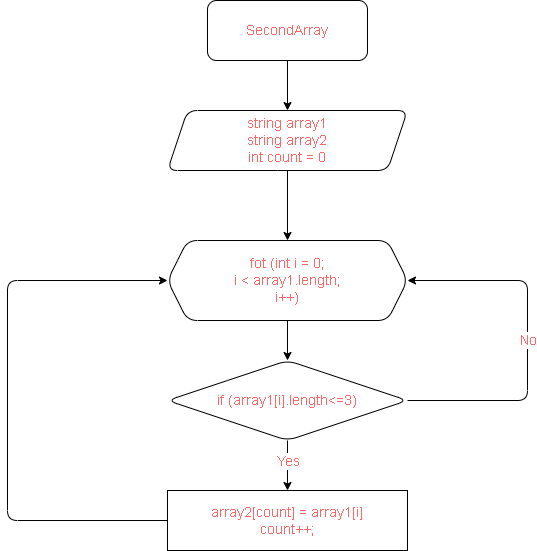 SecondArray
string array1
string array2
int count = 0
fot (int i = 0;
i < array1.length;
i++)
No
if (array1[i].length<=3)
Yes
array2[count] = array1[i]
count++;